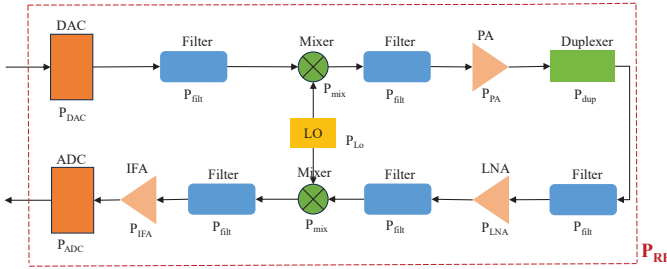 DAC
Filter
Mixer
Filter
PA
Duplexer
P_DAC
P_filt
P_mix
P_filt
P_PA
P_dup
LO
P_Lo
ADC
IFA
Filter
Mixer
Filter
LNA
Filter
P_ADC
P_IFA
P_filt
P_mix
P_filt
P_LNA
P_filt